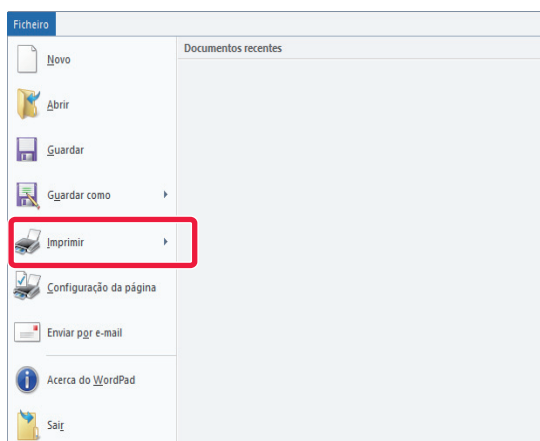 Ficheiro
Documentos recentes
Novo
Abrir
Guardar
Guardar como
Imprimir
Configuração da página
Enviar por e-mail
Acerca do WordPad
Sair